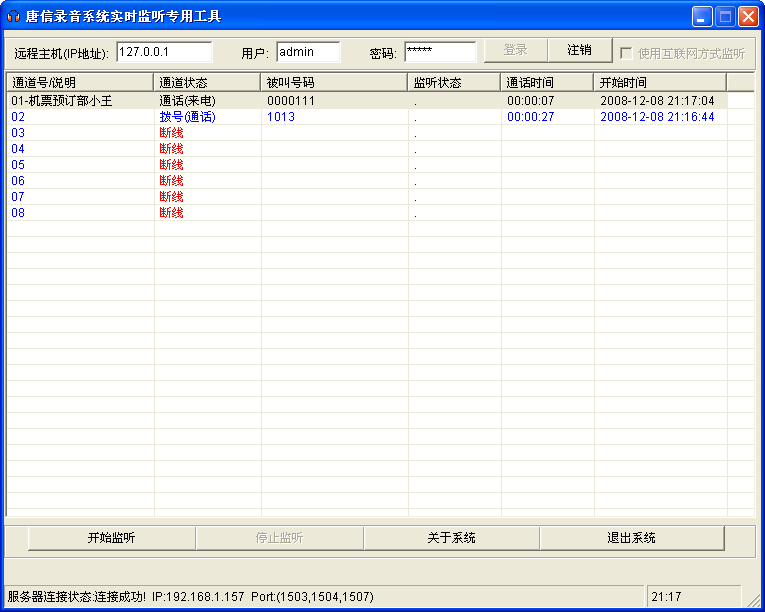 唐信录音系统实时监听专用工具
远程主机(IP地址): 127.0.0.1 用户: admin 密码: ***** 登录 注销 使用互联网方式监听
通道号/说明 通道状态 被叫号码 监听状态 通话时间 开始时间
01-机票预订部小王 通话(来电) 0000111 . 00:00:07 2008-12-08 21:17:04
02 拨号(通话) 1013 . 00:00:27 2008-12-08 21:16:44
03 断线 .
04 断线 .
05 断线 .
06 断线 .
07 断线 .
08 断线 .
开始监听 停止监听 关于系统 退出系统
服务器连接状态:连接成功! IP:192.168.1.157 Port:(1503,1504,1507) 21:17